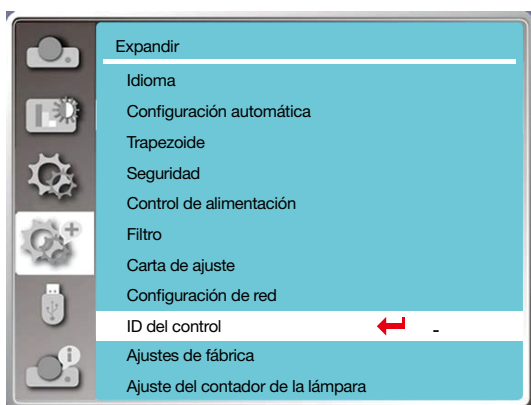 Expandir
Idioma
Configuración automática
Trapezoide
Seguridad
Control de alimentación
Filtro
Carta de ajuste
Configuración de red
ID del control -
Ajustes de fábrica
Ajuste del contador de la lámpara